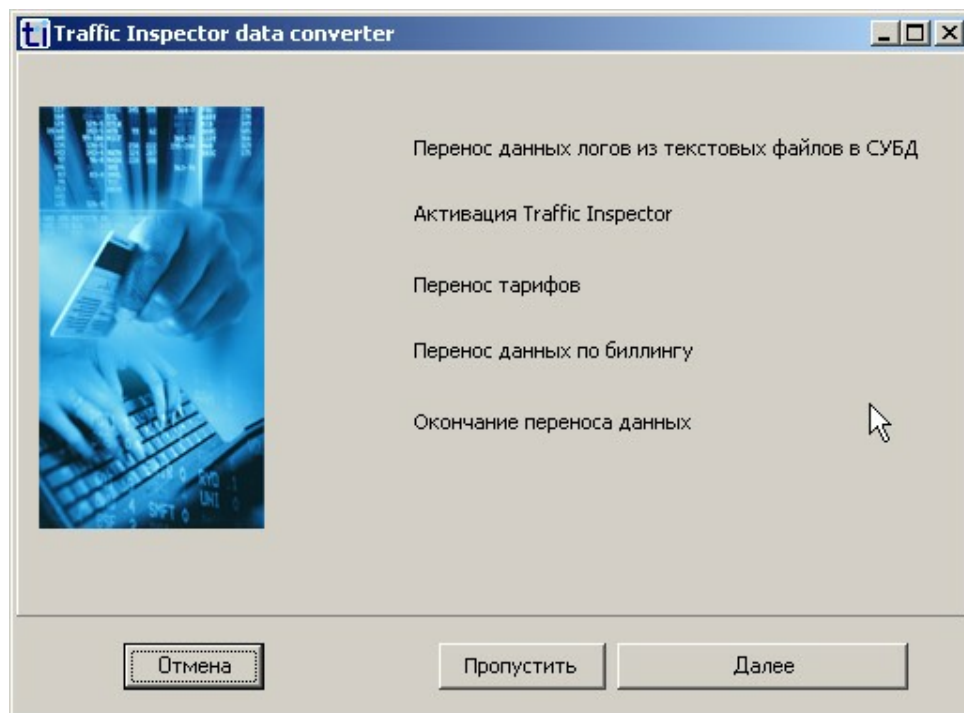 ti Traffic Inspector data converter
Перенос данных логов из текстовых файлов в СУБД
Активация Traffic Inspector
Перенос тарифов
Перенос данных по биллингу
Окончание переноса данных
Отмена
Пропустить
Далее